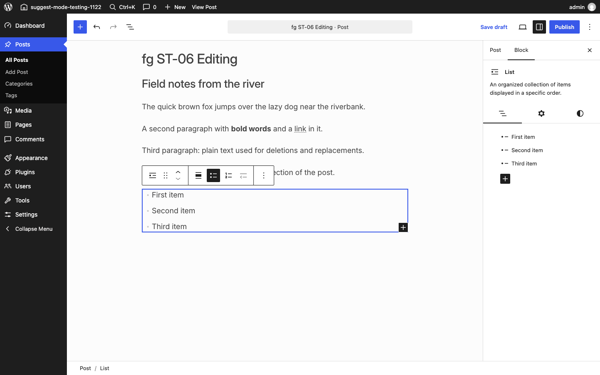 suggest-mode-testing-1122
Ctrl+K
0
New
View Post
admin
Dashboard
Posts
All Posts
Add Post
Categories
Tags
Media
Pages
Comments
Appearance
Plugins
Users
Tools
Settings
Collapse Menu
fg ST-06 Editing · Post
Save draft
Publish
fg ST-06 Editing
Field notes from the river
The quick brown fox jumps over the lazy dog near the riverbank.
A second paragraph with bold words and a link in it.
Third paragraph: plain text used for deletions and replacements.
ection of the post.
First item
Second item
Third item
Post
Block
List
An organized collection of items
displayed in a specific order.
First item
Second item
Third item
Post / List